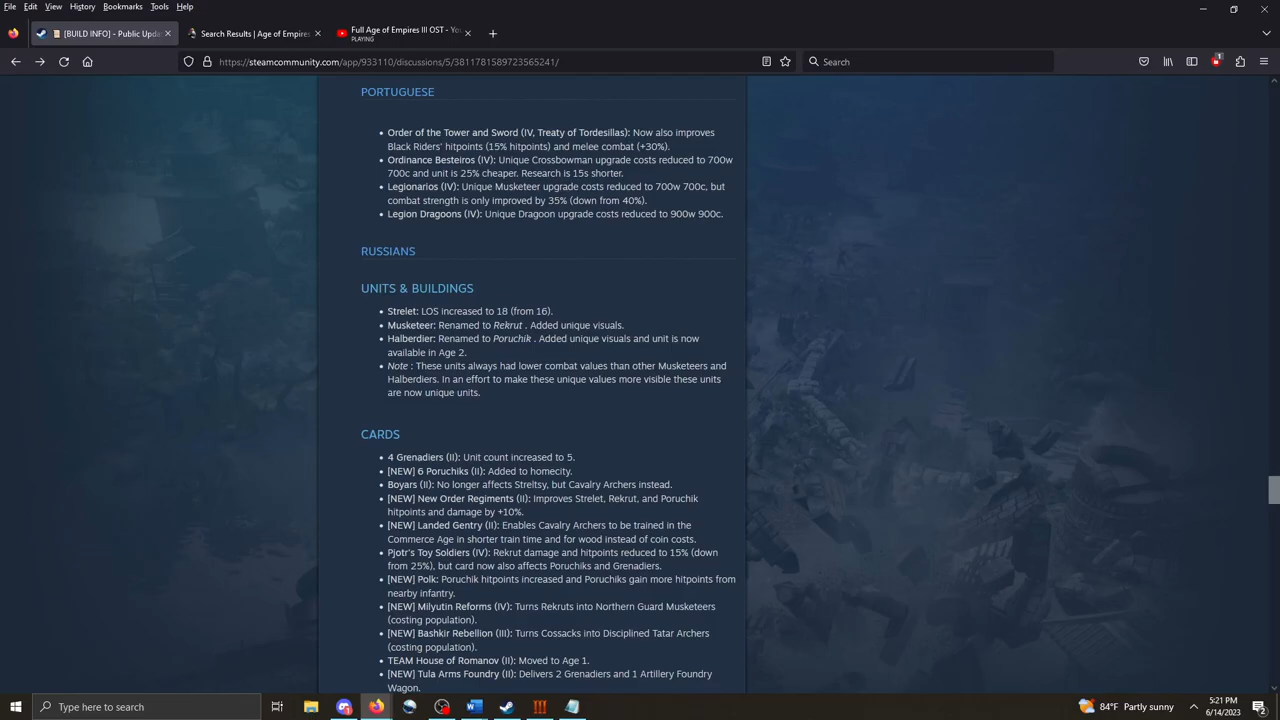 File Edit View History Bookmarks Tools Help
[BUILD INFO] - Public Upda
Search Results | Age of Empires
Full Age of Empires III OST - Yo
PLAYING
https://steamcommunity.com/app/933110/discussions/5/3811781589723565241/
Search
1
PORTUGUESE
• Order of the Tower and Sword (IV, Treaty of Tordesillas): Now also improves
Black Riders' hitpoints (15% hitpoints) and melee combat (+30%).
• Ordinance Besteiros (IV): Unique Crossbowman upgrade costs reduced to 700w
700c and unit is 25% cheaper. Research is 15s shorter.
• Legionarios (IV): Unique Musketeer upgrade costs reduced to 700w 700c, but
combat strength is only improved by 35% (down from 40%).
• Legion Dragoons (IV): Unique Dragoon upgrade costs reduced to 900w 900c.
RUSSIANS
UNITS & BUILDINGS
• Strelet: LOS increased to 18 (from 16).
• Musketeer: Renamed to Rekrut . Added unique visuals.
• Halberdier: Renamed to Poruchik . Added unique visuals and unit is now
available in Age 2.
• Note : These units always had lower combat values than other Musketeers and
Halberdiers. In an effort to make these unique values more visible these units
are now unique units.
CARDS
• 4 Grenadiers (II): Unit count increased to 5.
• [NEW] 6 Poruchiks (II): Added to homecity.
• Boyars (II): No longer affects Streltsy, but Cavalry Archers instead.
• [NEW] New Order Regiments (II): Improves Strelet, Rekrut, and Poruchik
hitpoints and damage by +10%.
• [NEW] Landed Gentry (II): Enables Cavalry Archers to be trained in the
Commerce Age in shorter train time and for wood instead of coin costs.
• Pjotr's Toy Soldiers (IV): Rekrut damage and hitpoints reduced to 15% (down
from 25%), but card now also affects Poruchiks and Grenadiers.
• [NEW] Polk: Poruchik hitpoints increased and Poruchiks gain more hitpoints from
nearby infantry.
• [NEW] Milyutin Reforms (IV): Turns Rekruts into Northern Guard Musketeers
(costing population).
• [NEW] Bashkir Rebellion (III): Turns Cossacks into Disciplined Tatar Archers
(costing population).
• TEAM House of Romanov (II): Moved to Age 1.
• [NEW] Tula Arms Foundry (II): Delivers 2 Grenadiers and 1 Artillery Foundry
Wagon.
Type here to search
84°F Partly sunny
5:21 PM
6/14/2023
2